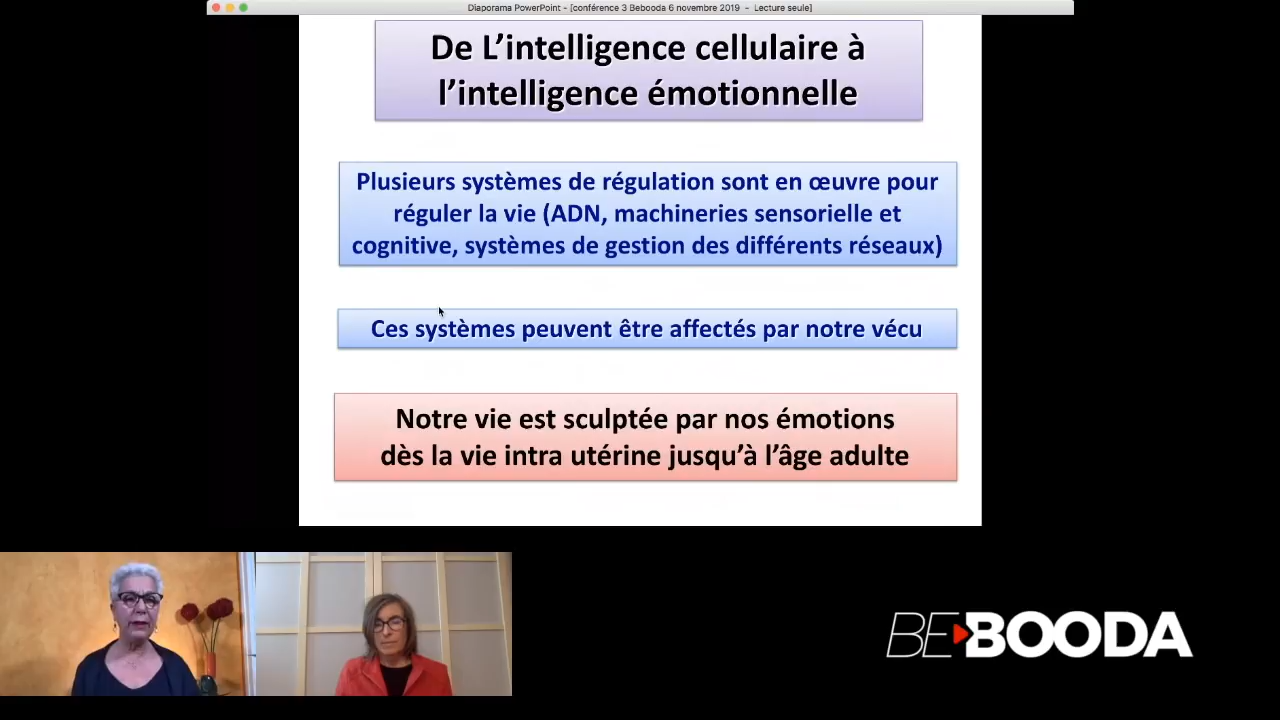 Diaporama PowerPoint - [conférence 3 Bebooda 6 novembre 2019 - Lecture seule]
De L'intelligence cellulaire à
l'intelligence émotionnelle
Plusieurs systèmes de régulation sont en œuvre pour
réguler la vie (ADN, machineries sensorielle et
cognitive, systèmes de gestion des différents réseaux)
Ces systèmes peuvent être affectés par notre vécu
Notre vie est sculptée par nos émotions
dès la vie intra utérine jusqu'à l'âge adulte
BEBOODA